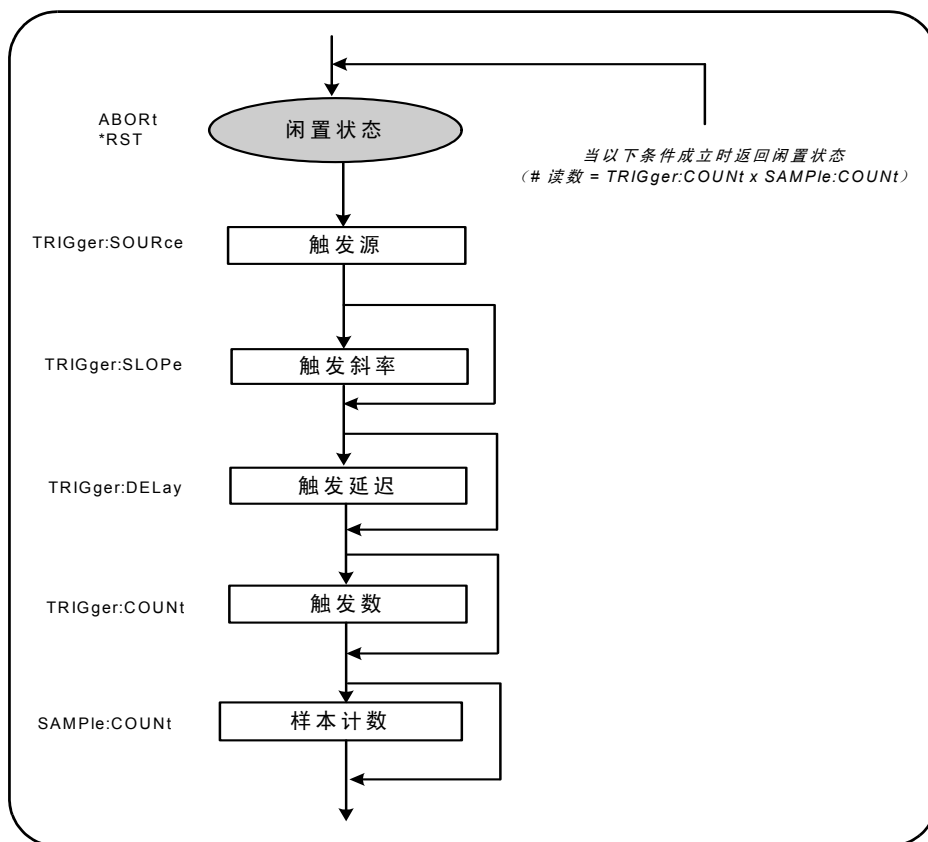 ABORt
*RST
闲置状态
当以下条件成立时返回闲置状态
（# 读数 = TRIGger:COUNt x SAMPle:COUNt）
TRIGger:SOURce
触发源
TRIGger:SLOPe
触发斜率
TRIGger:DELay
触发延迟
TRIGger:COUNt
触发数
SAMPle:COUNt
样本计数